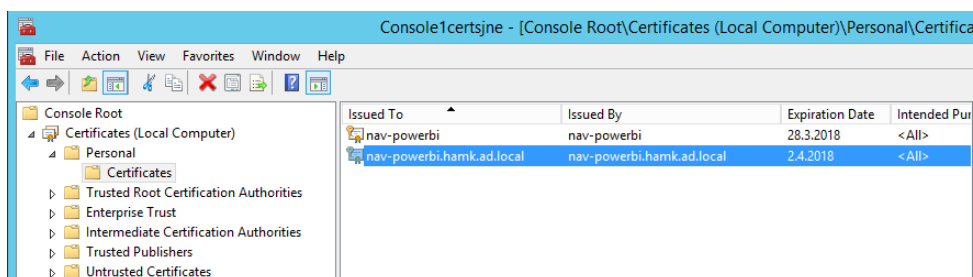 Console1certsjne - [Console Root\Certificates (Local Computer)\Personal\Certifica
File Action View Favorites Window Help
Console Root
Certificates (Local Computer)
Personal
Certificates
Trusted Root Certification Authorities
Enterprise Trust
Intermediate Certification Authorities
Trusted Publishers
Untrusted Certificates
Issued To Issued By Expiration Date Intended Pur
nav-powerbi nav-powerbi 28.3.2018 <All>
nav-powerbi.hamk.ad.local nav-powerbi.hamk.ad.local 2.4.2018 <All>